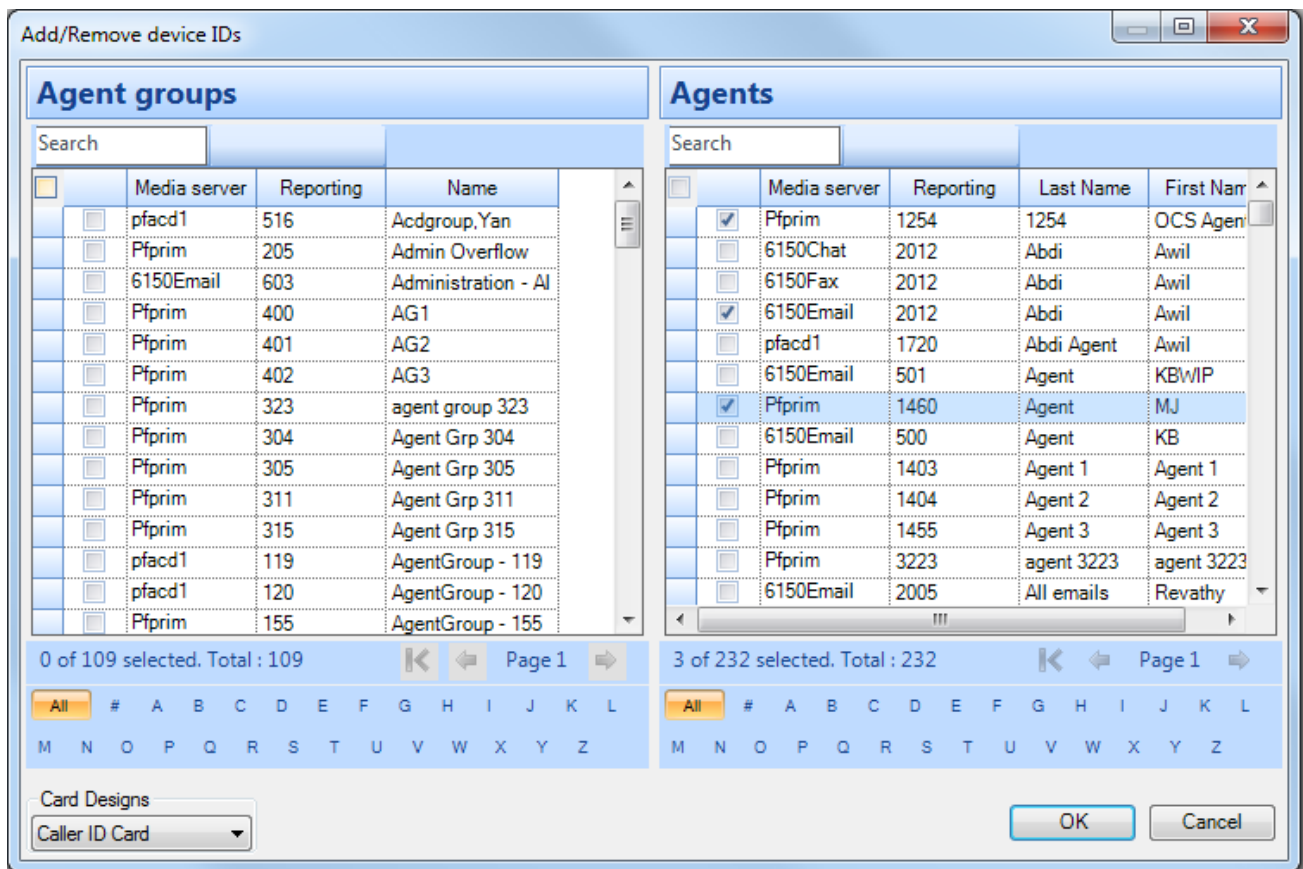 Add/Remove device IDs
Agent groups
Search
Media server Reporting Name
pfacd1 516 Acdgroup,Yan
Pfprim 205 Admin Overflow
6150Email 603 Administration - Al
Pfprim 400 AG1
Pfprim 401 AG2
Pfprim 402 AG3
Pfprim 323 agent group 323
Pfprim 304 Agent Grp 304
Pfprim 305 Agent Grp 305
Pfprim 311 Agent Grp 311
Pfprim 315 Agent Grp 315
pfacd1 119 AgentGroup - 119
pfacd1 120 AgentGroup - 120
Pfprim 155 AgentGroup - 155
0 of 109 selected. Total : 109 Page 1
All # A B C D E F G H I J K L
M N O P Q R S T U V W X Y Z
Agents
Search
Media server Reporting Last Name First Nam
Pfprim 1254 1254 OCS Agent
6150Chat 2012 Abdi Awil
6150Fax 2012 Abdi Awil
6150Email 2012 Abdi Awil
pfacd1 1720 Abdi Agent Awil
6150Email 501 Agent KBWIP
Pfprim 1460 Agent MJ
6150Email 500 Agent KB
Pfprim 1403 Agent 1 Agent 1
Pfprim 1404 Agent 2 Agent 2
Pfprim 1455 Agent 3 Agent 3
Pfprim 3223 agent 3223 agent 3223
6150Email 2005 All emails Revathy
3 of 232 selected. Total : 232 Page 1
All # A B C D E F G H I J K L
M N O P Q R S T U V W X Y Z
Card Designs
Caller ID Card
OK Cancel